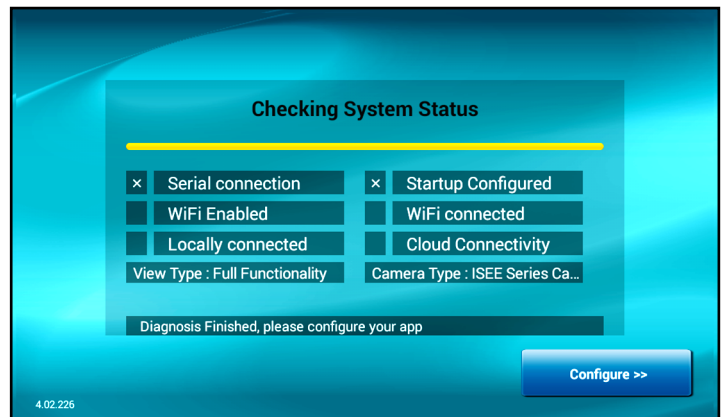 Checking System Status
× Serial connection
× Startup Configured
WiFi Enabled
WiFi connected
Locally connected
Cloud Connectivity
View Type : Full Functionality
Camera Type : ISEE Series Ca...
Diagnosis Finished, please configure your app
Configure >>
4.02.226